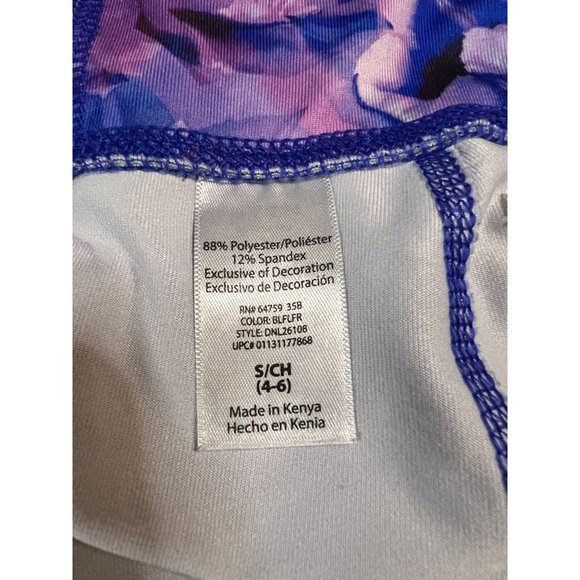 88% Polyester/Poliéster
12% Spandex
Exclusive of Decoration
Exclusivo de Decoración
RN# 64759 35B
COLOR: BLFLFR
STYLE: DNL26108
UPC# 01131177868
S/CH
(4-6)
Made in Kenya
Hecho en Kenia